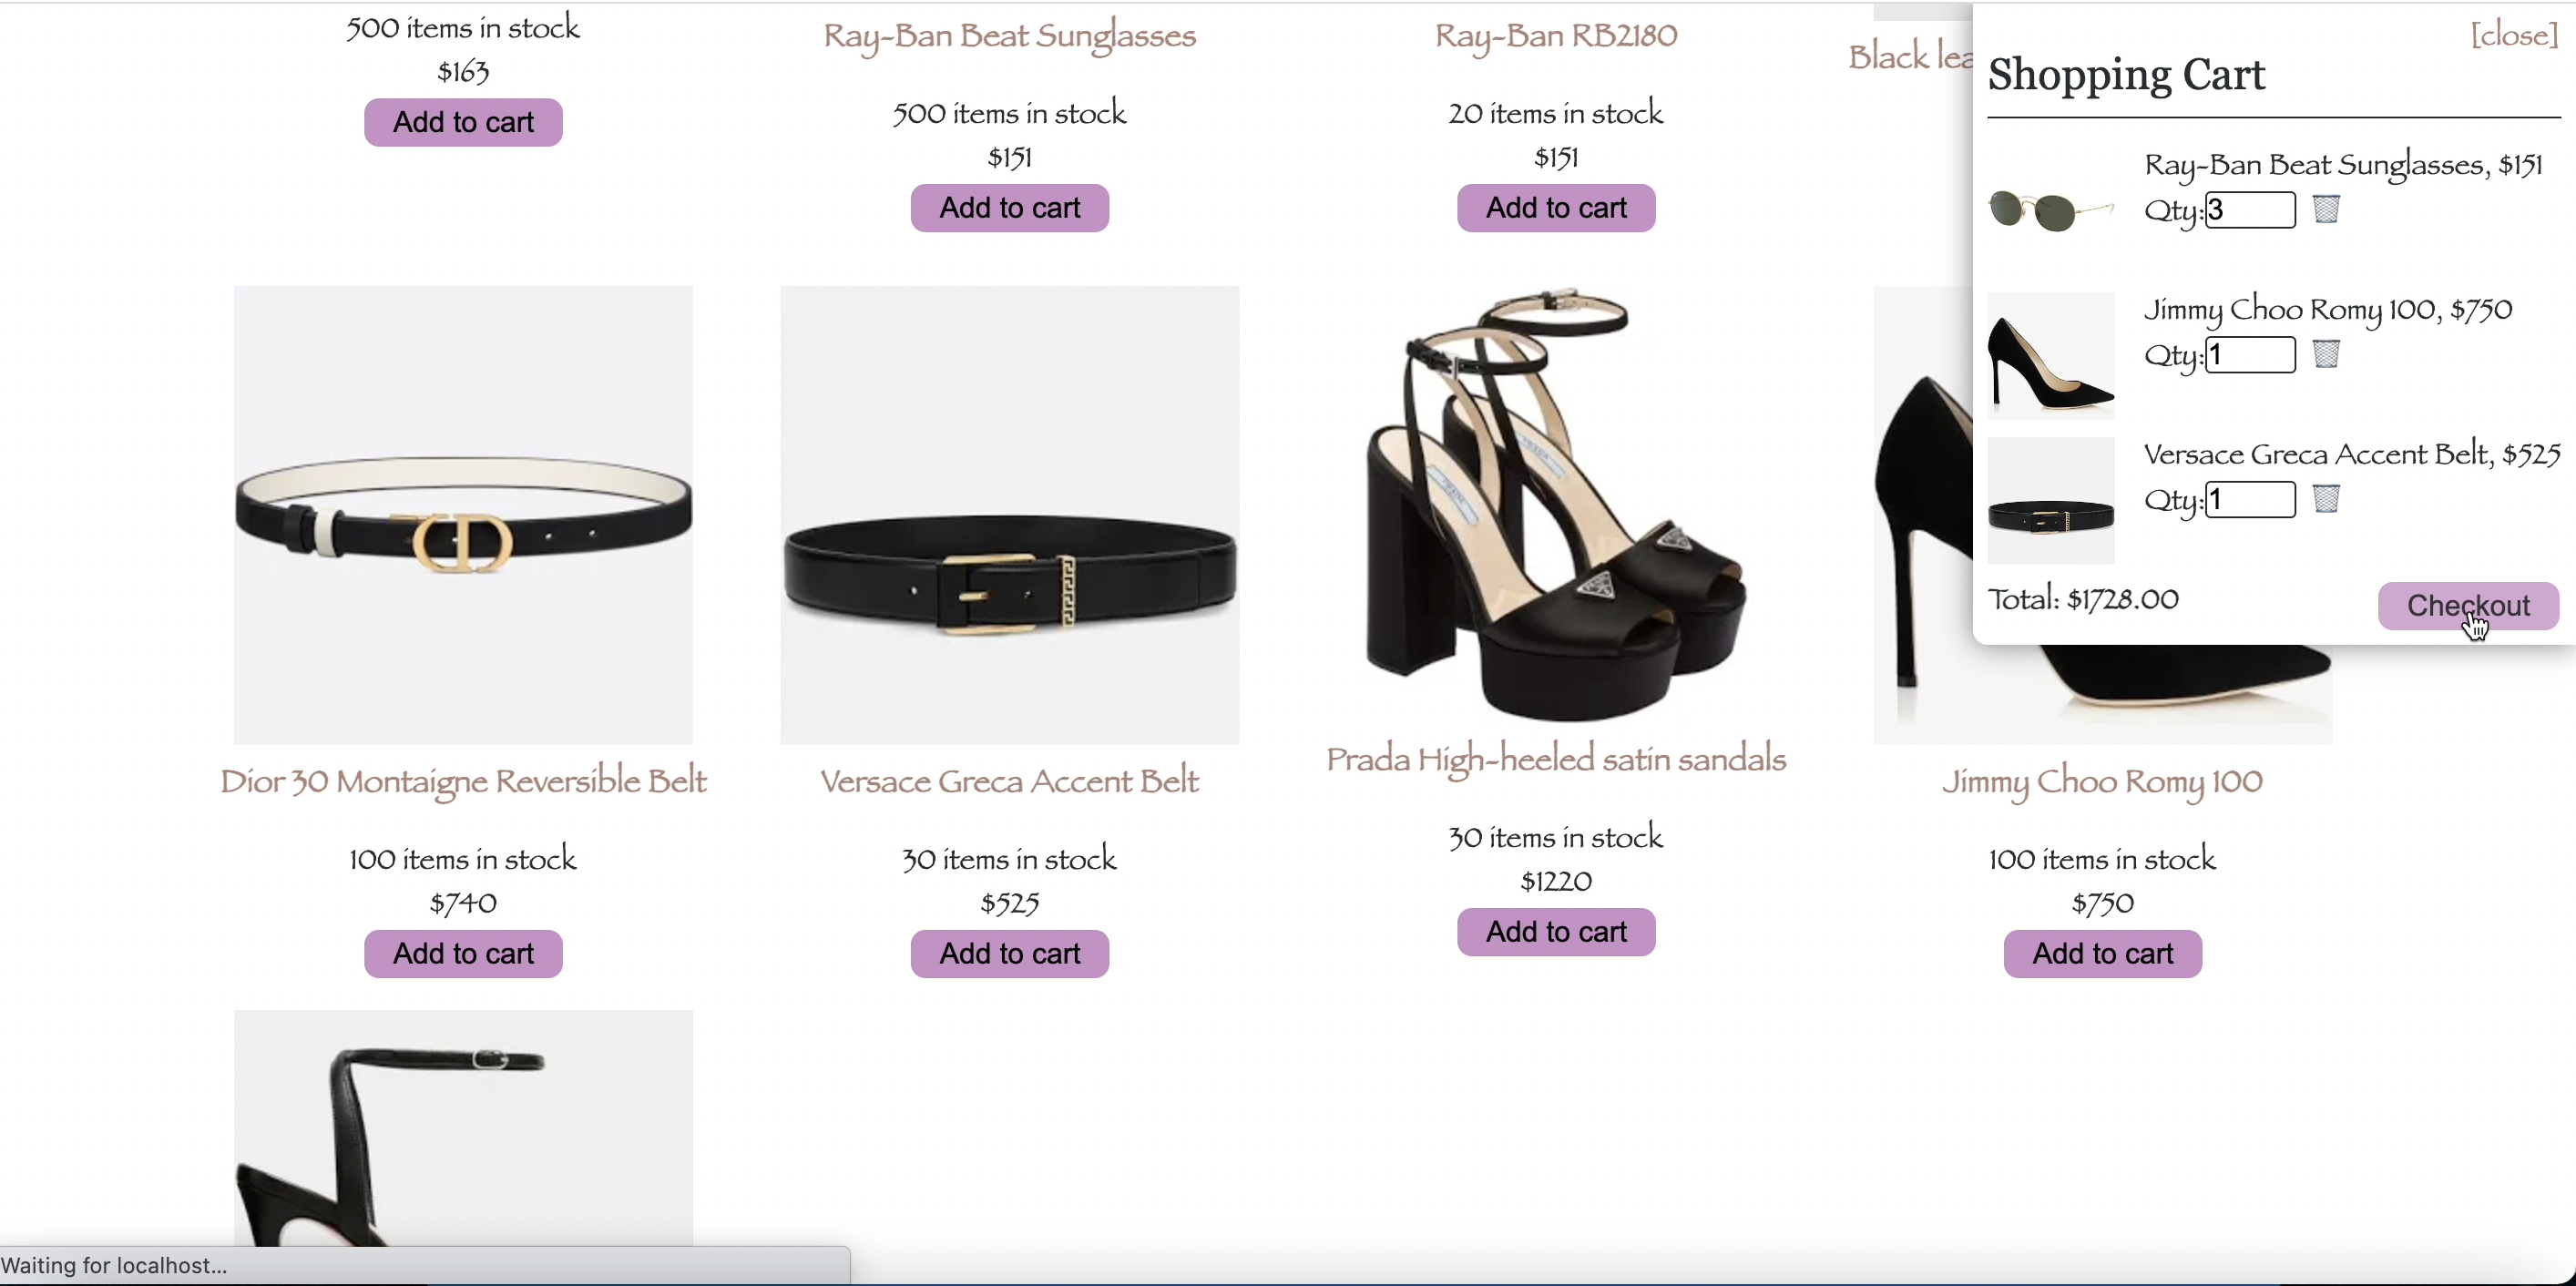 500 items in stock
$163
Add to cart
Ray-Ban Beat Sunglasses
500 items in stock
$151
Add to cart
Ray-Ban RB2180
20 items in stock
$151
Add to cart
Black lea
[close]
Shopping Cart
Ray-Ban Beat Sunglasses, $151
Qty:3
Jimmy Choo Romy 100, $750
Qty:1
Versace Greca Accent Belt, $525
Qty:1
Total: $1728.00
Checkout
Dior 30 Montaigne Reversible Belt
100 items in stock
$740
Add to cart
Versace Greca Accent Belt
30 items in stock
$525
Add to cart
Prada High-heeled satin sandals
30 items in stock
$1220
Add to cart
Jimmy Choo Romy 100
100 items in stock
$750
Add to cart
Waiting for localhost...